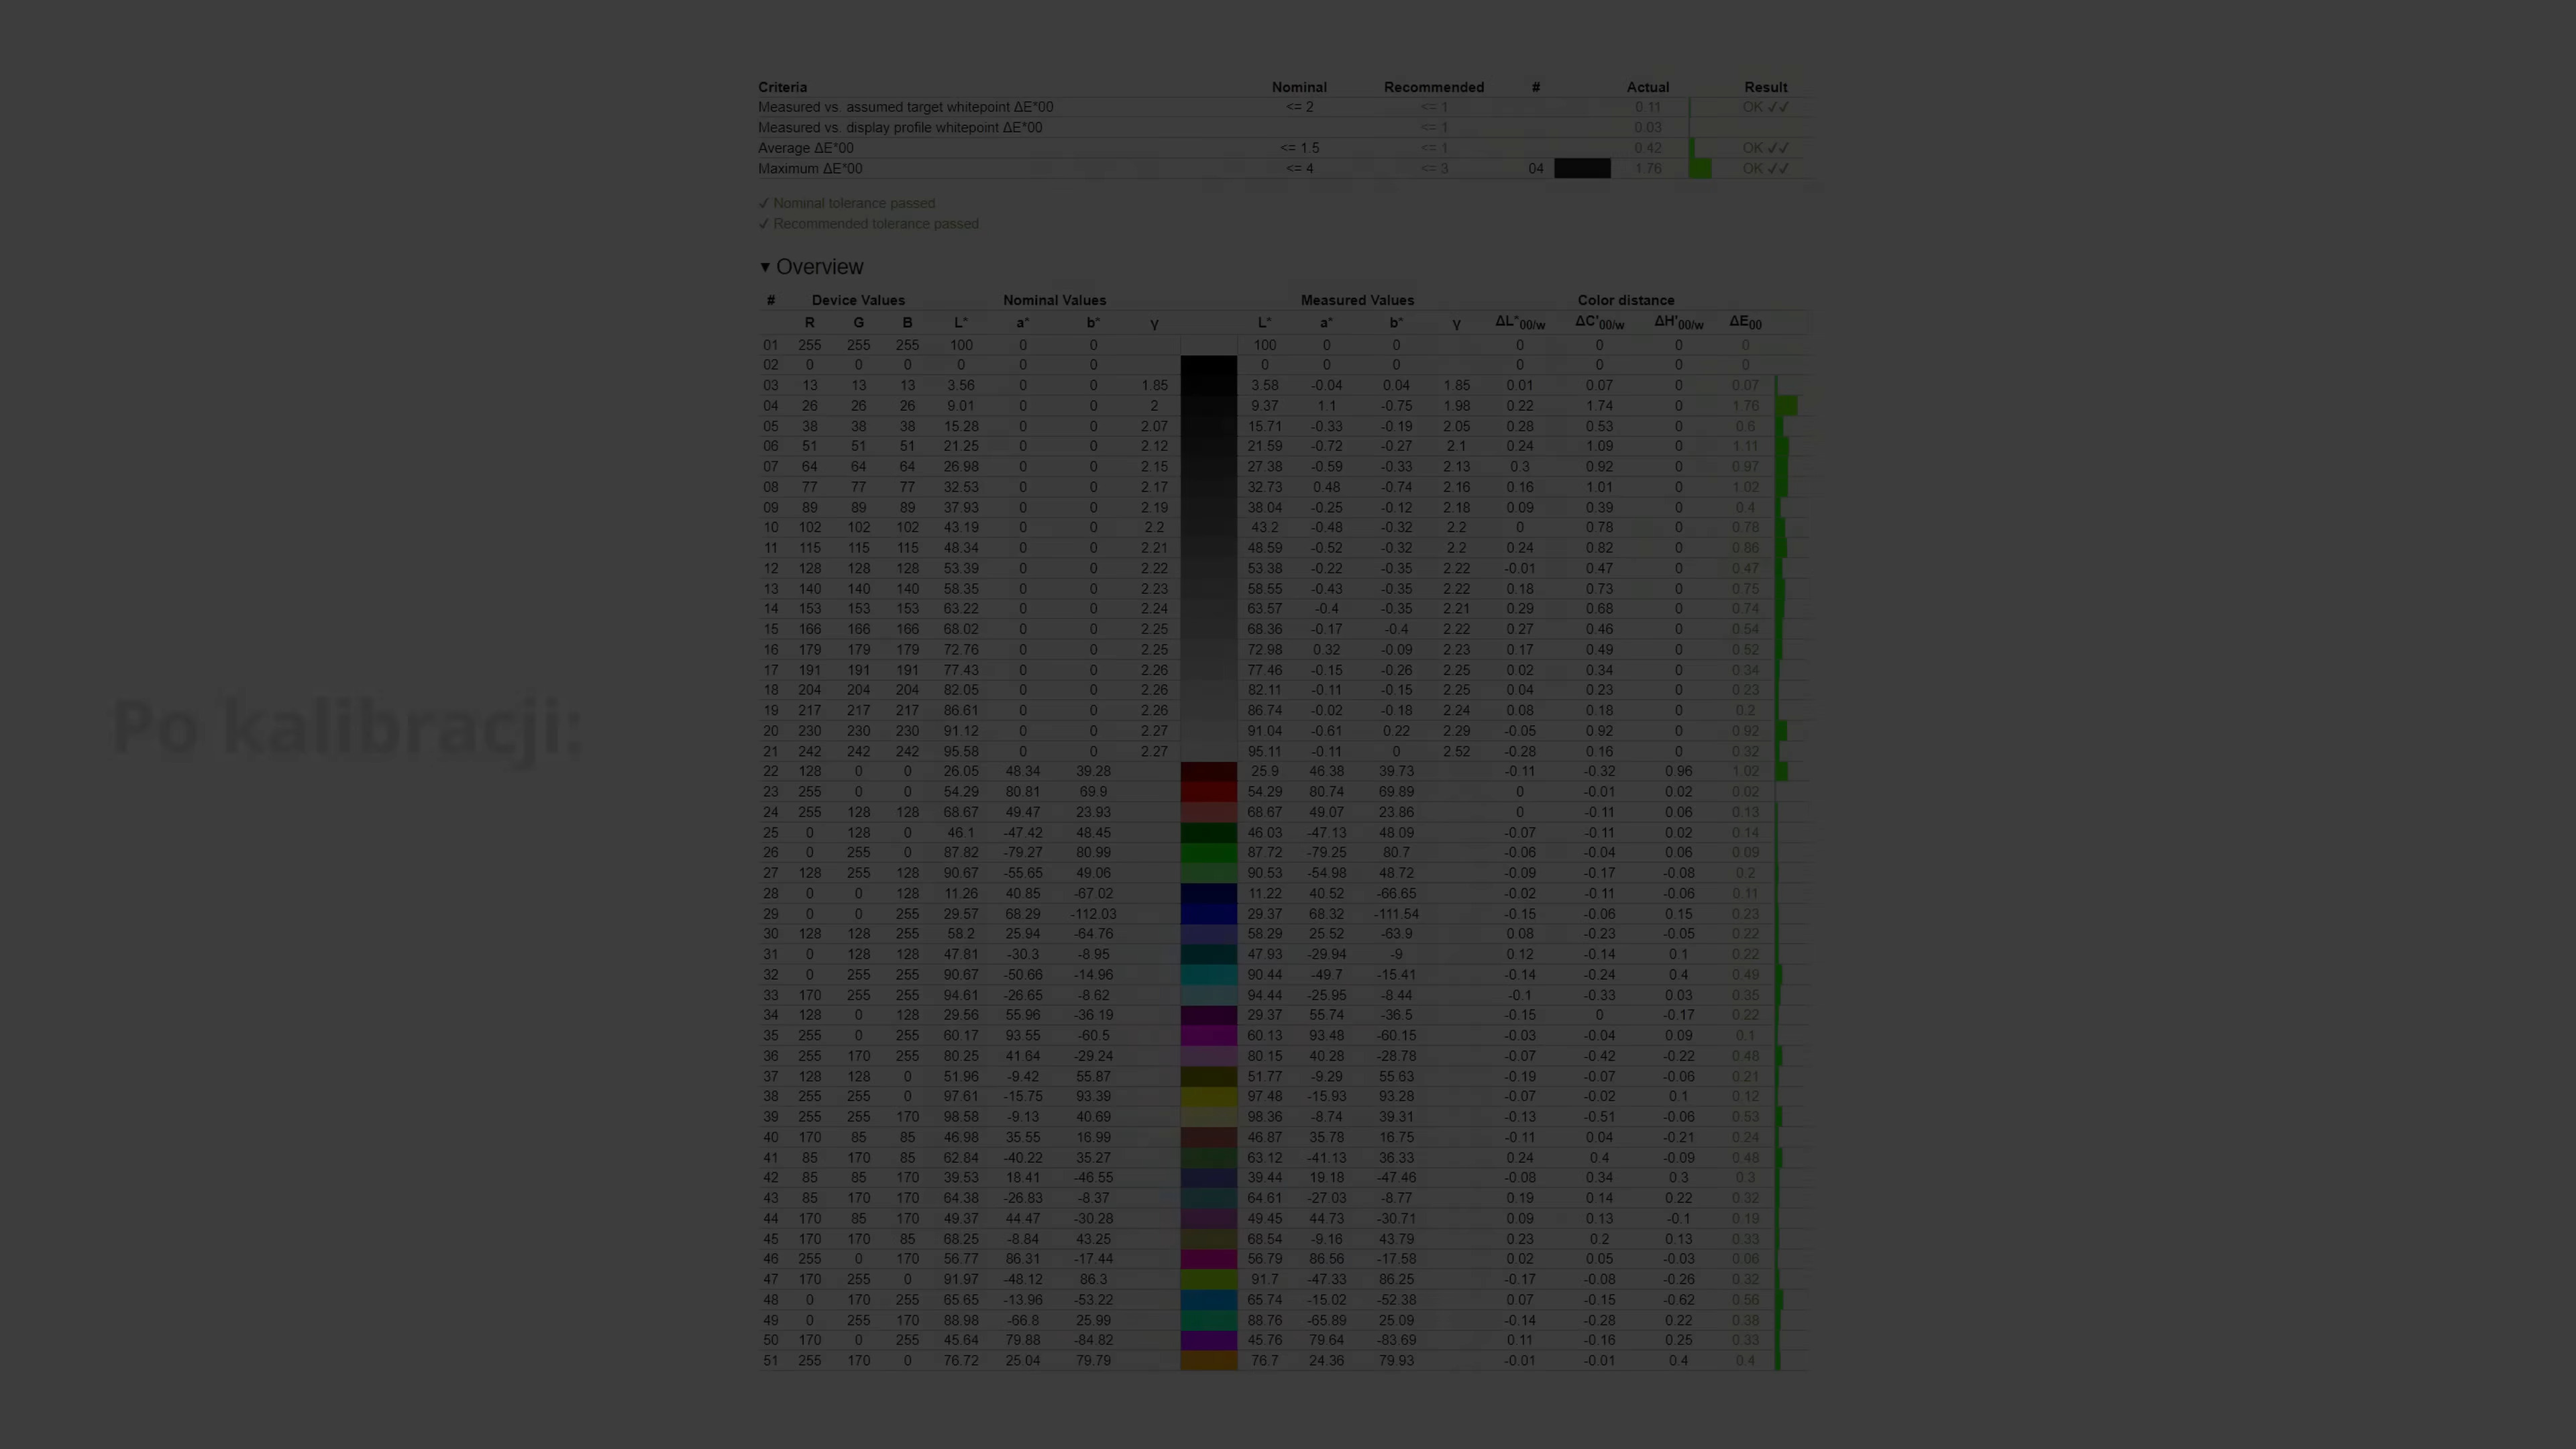 Criteria Nominal Recommended # Actual Result
Measured vs. assumed target whitepoint ΔE*00 <= 2 <= 1 0.11 OK ✓✓
Measured vs. display profile whitepoint ΔE*00 <= 1 0.03
Average ΔE*00 <= 1.5 <= 1 0.42 OK ✓✓
Maximum ΔE*00 <= 4 <= 3 04 1.76 OK ✓✓
✓ Nominal tolerance passed
✓ Recommended tolerance passed
▼ Overview
# Device Values Nominal Values Measured Values Color distance
R G B L* a* b* γ L* a* b* γ ΔL'00/w ΔC'00/w ΔH'00/w ΔE00
01 255 255 255 100 0 0 100 0 0 0 0 0 0
02 0 0 0 0 0 0 0 0 0 0 0 0 0
03 13 13 13 3.56 0 0 1.85 3.58 -0.04 0.04 1.85 0.01 0.07 0 0.07
04 26 26 26 9.01 0 0 2 9.37 1.1 -0.75 1.98 0.22 1.74 0 1.76
05 38 38 38 15.28 0 0 2.07 15.71 -0.33 -0.19 2.05 0.28 0.53 0 0.6
06 51 51 51 21.25 0 0 2.12 21.59 -0.72 -0.27 2.1 0.24 1.09 0 1.11
07 64 64 64 26.98 0 0 2.15 27.38 -0.59 -0.33 2.13 0.3 0.92 0 0.97
08 77 77 77 32.53 0 0 2.17 32.73 0.48 -0.74 2.16 0.16 1.01 0 1.02
09 89 89 89 37.93 0 0 2.19 38.04 -0.25 -0.12 2.18 0.09 0.39 0 0.4
10 102 102 102 43.19 0 0 2.2 43.2 -0.48 -0.32 2.2 0 0.78 0 0.78
11 115 115 115 48.34 0 0 2.21 48.59 -0.52 -0.32 2.2 0.24 0.82 0 0.86
12 128 128 128 53.39 0 0 2.22 53.38 -0.22 -0.35 2.22 -0.01 0.47 0 0.47
13 140 140 140 58.35 0 0 2.23 58.55 -0.43 -0.35 2.22 0.18 0.73 0 0.75
14 153 153 153 63.22 0 0 2.24 63.57 -0.4 -0.35 2.21 0.29 0.68 0 0.74
15 166 166 166 68.02 0 0 2.25 68.36 -0.17 -0.4 2.22 0.27 0.46 0 0.54
16 179 179 179 72.76 0 0 2.25 72.98 0.32 -0.09 2.23 0.17 0.49 0 0.52
17 191 191 191 77.43 0 0 2.26 77.46 -0.15 -0.26 2.25 0.02 0.34 0 0.34
18 204 204 204 82.05 0 0 2.26 82.11 -0.11 -0.15 2.25 0.04 0.23 0 0.23
19 217 217 217 86.61 0 0 2.26 86.74 -0.02 -0.18 2.24 0.08 0.18 0 0.2
Po kalibracji:
20 230 230 230 91.12 0 0 2.27 91.04 -0.61 0.22 2.29 -0.05 0.92 0 0.92
21 242 242 242 95.58 0 0 2.27 95.11 -0.11 0 2.52 -0.28 0.16 0 0.32
22 128 0 0 26.05 48.34 39.28 25.9 46.38 39.73 -0.11 -0.32 0.96 1.02
23 255 0 0 54.29 80.81 69.9 54.29 80.74 69.89 0 -0.01 0.02 0.02
24 255 128 128 68.67 49.47 23.93 68.67 49.07 23.86 0 -0.11 0.06 0.13
25 0 128 0 46.1 -47.42 48.45 46.03 -47.13 48.09 -0.07 -0.11 0.02 0.14
26 0 255 0 87.82 -79.27 80.99 87.72 -79.25 80.7 -0.06 -0.04 0.06 0.09
27 128 255 128 90.67 -55.65 49.06 90.53 -54.98 48.72 -0.09 -0.17 -0.08 0.2
28 0 0 128 11.26 40.85 -67.02 11.22 40.52 -66.65 -0.02 -0.11 -0.06 0.11
29 0 0 255 29.57 68.29 -112.03 29.37 68.32 -111.54 -0.15 -0.06 0.15 0.23
30 128 128 255 58.2 25.94 -64.76 58.29 25.52 -63.9 0.08 -0.23 -0.05 0.22
31 0 128 128 47.81 -30.3 -8.95 47.93 -29.94 -9 0.12 -0.14 0.1 0.22
32 0 255 255 90.67 -50.66 -14.96 90.44 -49.7 -15.41 -0.14 -0.24 0.4 0.49
33 170 255 255 94.61 -26.65 -8.62 94.44 -25.95 -8.44 -0.1 -0.33 0.03 0.35
34 128 0 128 29.56 55.96 -36.19 29.37 55.74 -36.5 -0.15 0 -0.17 0.22
35 255 0 255 60.17 93.55 -60.5 60.13 93.48 -60.15 -0.03 -0.04 0.09 0.1
36 255 170 255 80.25 41.64 -29.24 80.15 40.28 -28.78 -0.07 -0.42 -0.22 0.48
37 128 128 0 51.96 -9.42 55.87 51.77 -9.29 55.63 -0.19 -0.07 -0.06 0.21
38 255 255 0 97.61 -15.75 93.39 97.48 -15.93 93.28 -0.07 -0.02 0.1 0.12
39 255 255 170 98.58 -9.13 40.69 98.36 -8.74 39.31 -0.13 -0.51 -0.06 0.53
40 170 85 85 46.98 35.55 16.99 46.87 35.78 16.75 -0.11 0.04 -0.21 0.24
41 85 170 85 62.84 -40.22 35.27 63.12 -41.13 36.33 0.24 0.4 -0.09 0.48
42 85 85 170 39.53 18.41 -46.55 39.44 19.18 -47.46 -0.08 0.34 0.3 0.3
43 85 170 170 64.38 -26.83 -8.37 64.61 -27.03 -8.77 0.19 0.14 0.22 0.32
44 170 85 170 49.37 44.47 -30.28 49.45 44.73 -30.71 0.09 0.13 -0.1 0.19
45 170 170 85 68.25 -8.84 43.25 68.54 -9.16 43.79 0.23 0.2 0.13 0.33
46 255 0 170 56.77 86.31 -17.44 56.79 86.56 -17.58 0.02 0.05 -0.03 0.06
47 170 255 0 91.97 -48.12 86.3 91.7 -47.33 86.25 -0.17 -0.08 -0.26 0.32
48 0 170 255 65.65 -13.96 -53.22 65.74 -15.02 -52.38 0.07 -0.15 -0.62 0.56
49 0 255 170 88.98 -66.8 25.99 88.76 -65.89 25.09 -0.14 -0.28 0.22 0.38
50 170 0 255 45.64 79.88 -84.82 45.76 79.64 -83.69 0.11 -0.16 0.25 0.33
51 255 170 0 76.72 25.04 79.79 76.7 24.36 79.93 -0.01 -0.01 0.4 0.4